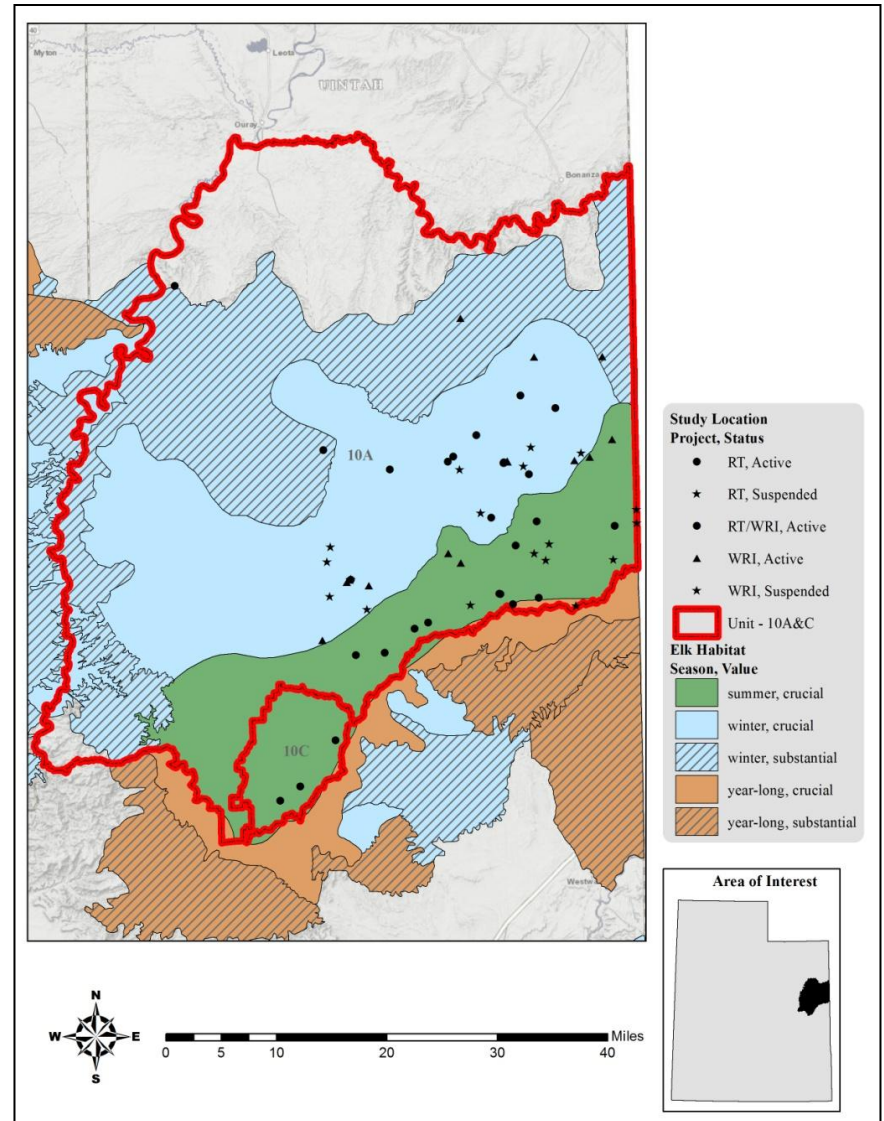 40
Myton
Leota
UINTAH
Ouray
Bonanza
10A
10C
Westw
Study Location
Project, Status
RT, Active
RT, Suspended
RT/WRI, Active
WRI, Active
WRI, Suspended
Unit - 10A&C
Elk Habitat
Season, Value
summer, crucial
winter, crucial
winter, substantial
year-long, crucial
year-long, substantial
Area of Interest
N
W E
S
Miles
0 5 10 20 30 40